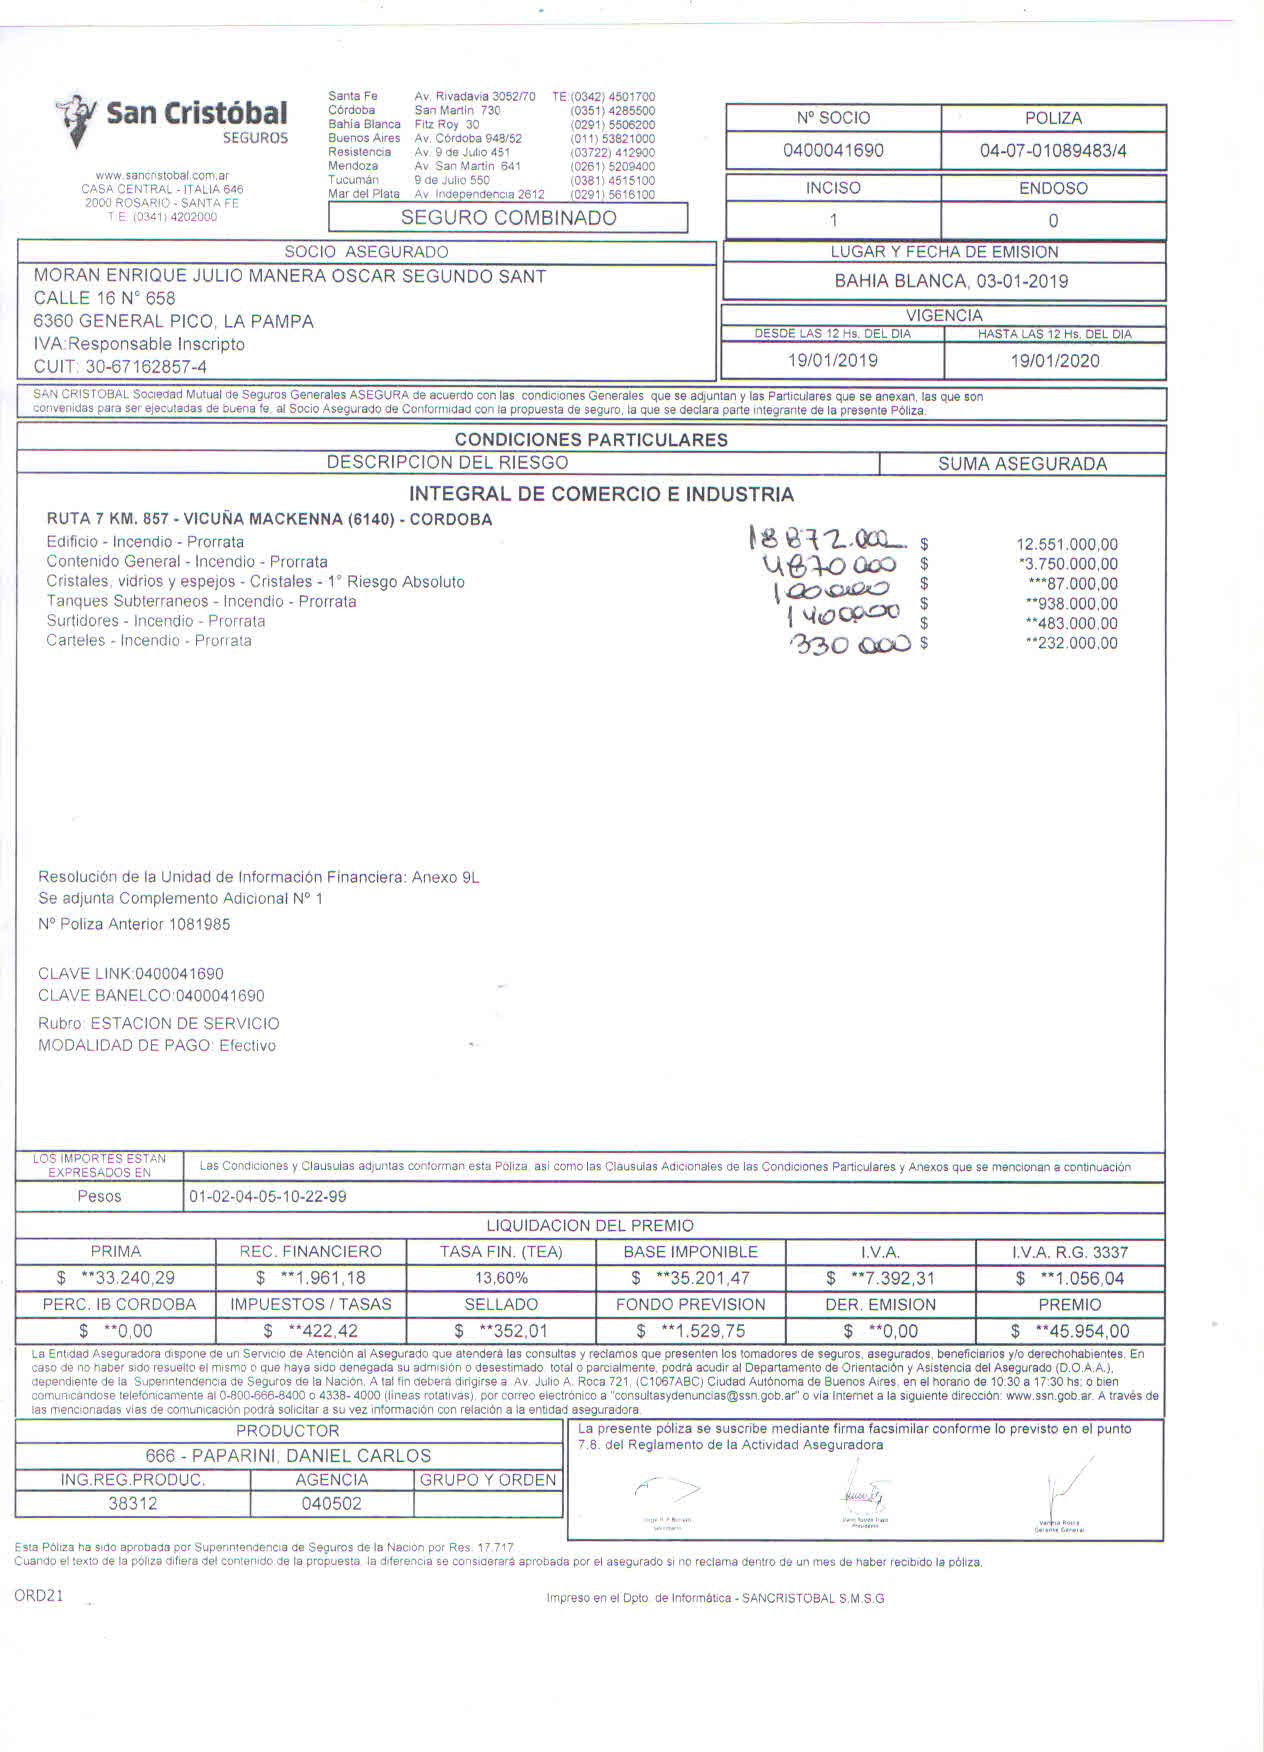 San Cristóbal
SEGUROS
www.sancristobal.com.ar
CASA CENTRAL - ITALIA 646
2000 ROSARIO - SANTA FE
T.E. (0341) 4202000
Santa Fe Av. Rivadavia 3052/70 TE:(0342) 4501700
Córdoba San Martín 730 (0351) 4285500
Bahía Blanca Fitz Roy 30 (0291) 5506200
Buenos Aires Av. Córdoba 948/52 (011) 53821000
Resistencia Av. 9 de Julio 451 (03722) 412900
Mendoza Av. San Martín 641 (0261) 5209400
Tucumán 9 de Julio 550 (0381) 4515100
Mar del Plata Av. Independencia 2612 (0291) 5616100
SEGURO COMBINADO
Nº SOCIO POLIZA
0400041690 04-07-01089483/4
INCISO ENDOSO
1 0
SOCIO ASEGURADO
MORAN ENRIQUE JULIO MANERA OSCAR SEGUNDO SANT
CALLE 16 N° 658
6360 GENERAL PICO, LA PAMPA
IVA:Responsable Inscripto
CUIT: 30-67162857-4
LUGAR Y FECHA DE EMISION
BAHIA BLANCA, 03-01-2019
VIGENCIA
DESDE LAS 12 Hs. DEL DIA HASTA LAS 12 Hs. DEL DIA
19/01/2019 19/01/2020
SAN CRISTOBAL Sociedad Mutual de Seguros Generales ASEGURA de acuerdo con las condiciones Generales que se adjuntan y las Particulares que se anexan, las que son
convenidas para ser ejecutadas de buena fe, al Socio Asegurado de Conformidad con la propuesta de seguro, la que se declara parte integrante de la presente Póliza.
CONDICIONES PARTICULARES
DESCRIPCION DEL RIESGO SUMA ASEGURADA
INTEGRAL DE COMERCIO E INDUSTRIA
RUTA 7 KM. 857 - VICUÑA MACKENNA (6140) - CORDOBA
Edificio - Incendio - Prorrata 18872.000 $ 12.551.000,00
Contenido General - Incendio - Prorrata 4870000 $ *3.750.000,00
Cristales, vidrios y espejos - Cristales - 1° Riesgo Absoluto 100000 $ ***87.000,00
Tanques Subterraneos - Incendio - Prorrata 1400000 $ **938.000,00
Surtidores - Incendio - Prorrata $ **483.000,00
Carteles - Incendio - Prorrata 330000 $ **232.000,00
Resolución de la Unidad de Información Financiera: Anexo 9L
Se adjunta Complemento Adicional Nº 1
Nº Poliza Anterior 1081985
CLAVE LINK:0400041690
CLAVE BANELCO:0400041690
Rubro: ESTACION DE SERVICIO
MODALIDAD DE PAGO: Efectivo
LOS IMPORTES ESTAN
EXPRESADOS EN
Las Condiciones y Clausulas adjuntas conforman esta Póliza, así como las Clausulas Adicionales de las Condiciones Particulares y Anexos que se mencionan a continuación
Pesos 01-02-04-05-10-22-99
LIQUIDACION DEL PREMIO
PRIMA REC. FINANCIERO TASA FIN. (TEA) BASE IMPONIBLE I.V.A. I.V.A. R.G. 3337
$ **33.240,29 $ **1.961,18 13,60% $ **35.201,47 $ **7.392,31 $ **1.056,04
PERC. IB CORDOBA IMPUESTOS / TASAS SELLADO FONDO PREVISION DER. EMISION PREMIO
$ **0,00 $ **422,42 $ **352,01 $ **1.529,75 $ **0,00 $ **45.954,00
La Entidad Aseguradora dispone de un Servicio de Atención al Asegurado que atenderá las consultas y reclamos que presenten los tomadores de seguros, asegurados, beneficiarios y/o derechohabientes. En
caso de no haber sido resuelto el mismo o que haya sido denegada su admisión o desestimado, total o parcialmente, podrá acudir al Departamento de Orientación y Asistencia del Asegurado (D.O.A.A.),
dependiente de la Superintendencia de Seguros de la Nación. A tal fin deberá dirigirse a: Av. Julio A. Roca 721, (C1067ABC) Ciudad Autónoma de Buenos Aires, en el horario de 10:30 a 17:30 hs; o bien
comunicándose telefónicamente al 0-800-666-8400 o 4338- 4000 (líneas rotativas), por correo electrónico a "consultasydenuncias@ssn.gob.ar" o vía Internet a la siguiente dirección: www.ssn.gob.ar. A través de
las mencionadas vías de comunicación podrá solicitar a su vez información con relación a la entidad aseguradora.
PRODUCTOR
666 - PAPARINI, DANIEL CARLOS
ING.REG.PRODUC. AGENCIA GRUPO Y ORDEN
38312 040502
La presente póliza se suscribe mediante firma facsimilar conforme lo previsto en el punto
7.8. del Reglamento de la Actividad Aseguradora
Secretario
Presidente
Gerente General
Esta Póliza ha sido aprobada por Superintendencia de Seguros de la Nación por Res. 17.717
Cuando el texto de la póliza difiera del contenido de la propuesta, la diferencia se considerará aprobada por el asegurado si no reclama dentro de un mes de haber recibido la póliza.
ORD21
Impreso en el Dpto. de Informática - SANCRISTOBAL S.M.S.G